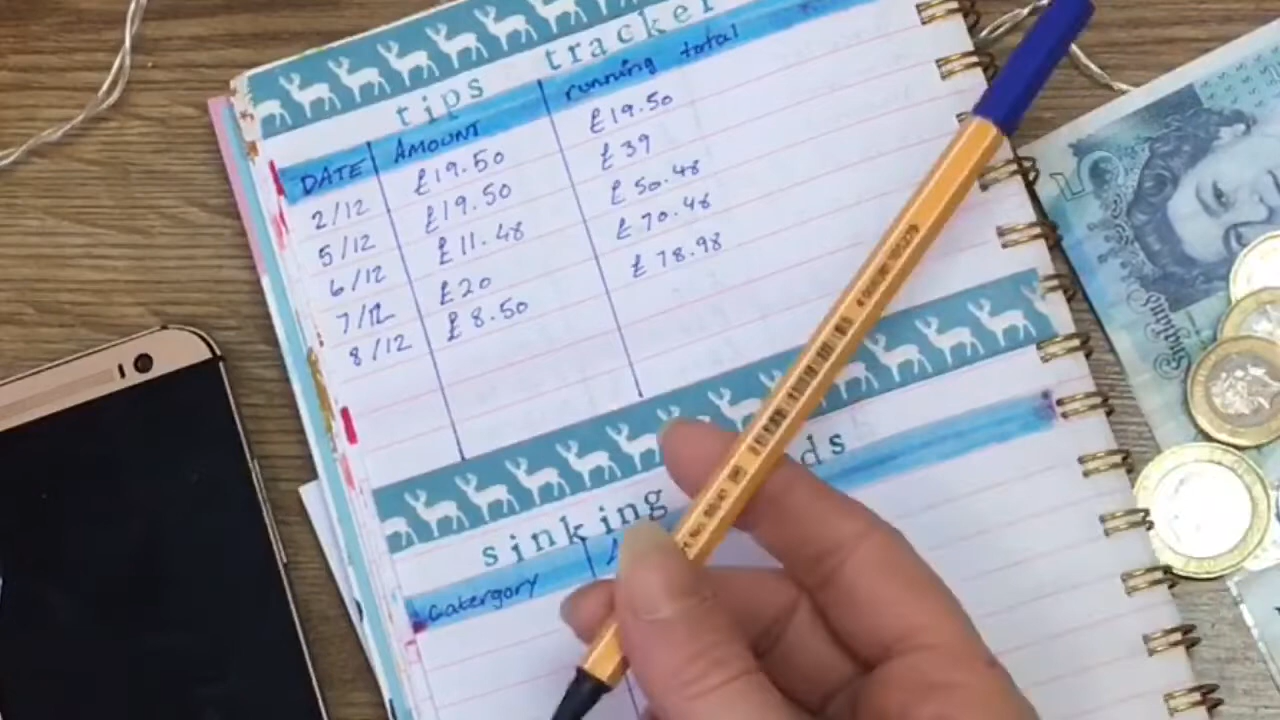 tips tracker
DATE AMOUNT running total
2/12 £19.50 £19.50
5/12 £19.50 £39
6/12 £11.48 £50.48
7/12 £20 £70.48
8/12 £8.50 £78.98
sinking
Catergory
5